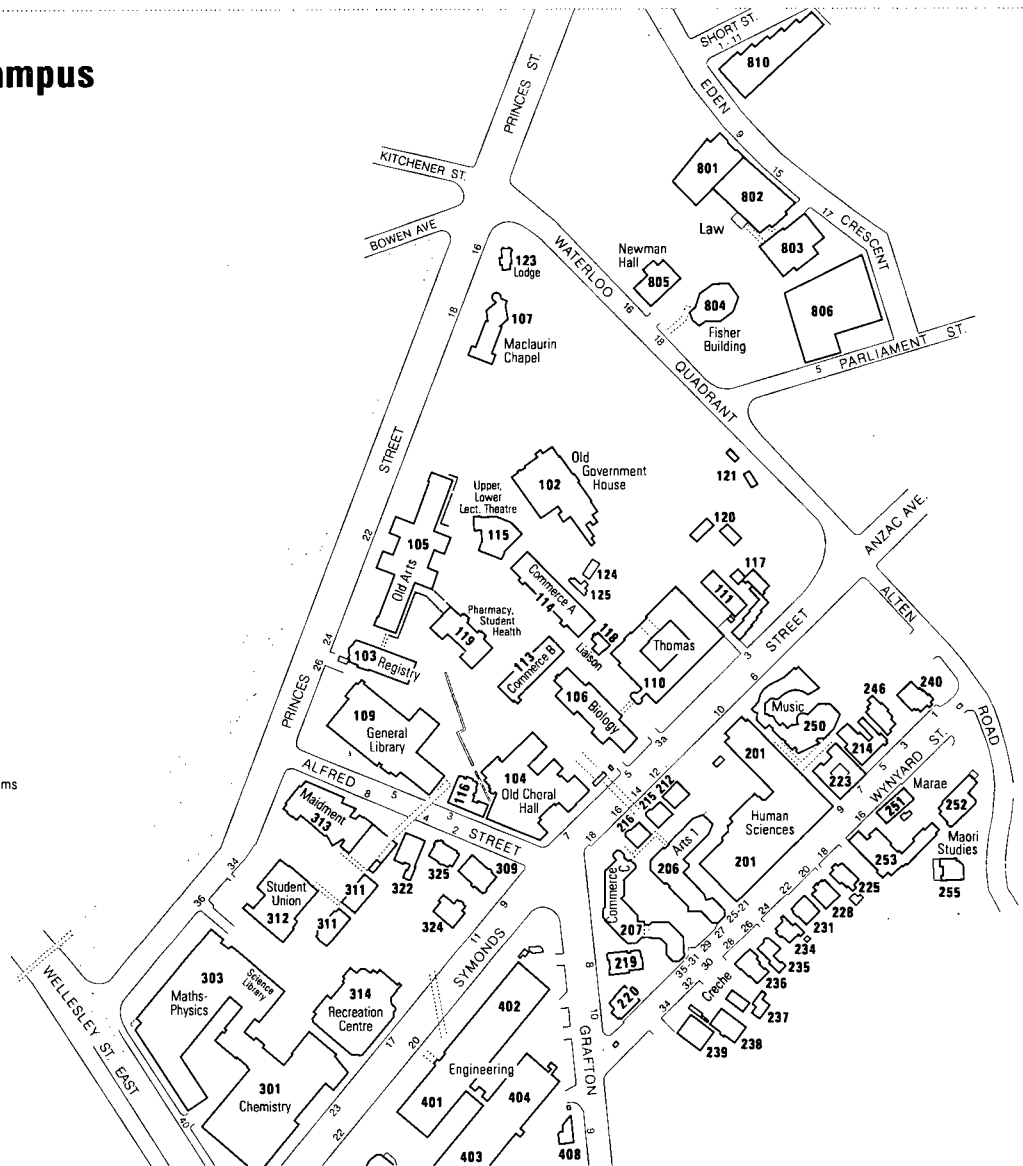 ampus
SHORT ST.
1 - 11
810
EDEN
9
15
17
CRESCENT
PRINCES ST.
KITCHENER ST.
BOWEN AVE
801
802
Law
803
806
Newman
Hall
805
804
Fisher
Building
WATERLOO
16
18
QUADRANT
5
PARLIAMENT ST.
16
18
123
Lodge
107
Maclaurin
Chapel
STREET
22
24
26
PRINCES
34
36
Old
Government
House
102
Upper,
Lower
Lect. Theatre
115
105
Old Arts
121
120
117
111
124
125
Commerce A
114
118
Liaison
Pharmacy,
Student
Health
119
113
Commerce B
106
Biology
Thomas
110
103 Registry
109
General
Library
104
Old Choral
Hall
116
ANZAC AVE.
ALTEN
ROAD
STREET
3
6
10
3a
5
12
14
16
18
7
Music
250
246
240
214
223
1
3
5
7
9
WYNYARD ST.
16
18
20
22
24
26
28
30
32
34
201
Human
Sciences
201
212
215
216
Arts 1
206
Commerce
C
207
25-21
27
29
35-31
Marae
251
252
Maori
Studies
253
255
225
228
231
234
235
236
237
238
239
Creche
219
220
8
10
GRAFTON
9
ms
ALFRED
8
5
4
3
2
STREET
Maidment
313
322
325
309
324
311
311
Student
Union
312
9
11
SYMONDS
17
20
23
22
303
Maths-
Physics
Science
Library
314
Recreation
Centre
301
Chemistry
402
Engineering
401
404
403
408
WELLESLEY ST. EAST
40